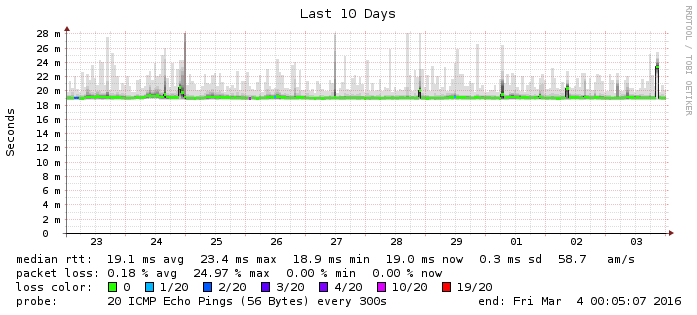 Last 10 Days
RRDTOOL / TOBI OETIKER
Seconds
28 m
26 m
24 m
22 m
20 m
18 m
16 m
14 m
12 m
10 m
8 m
6 m
4 m
2 m
0
23 24 25 26 27 28 29 01 02 03
median rtt: 19.1 ms avg 23.4 ms max 18.9 ms min 19.0 ms now 0.3 ms sd 58.7 am/s
packet loss: 0.18 % avg 24.97 % max 0.00 % min 0.00 % now
loss color: 0 1/20 2/20 3/20 4/20 10/20 19/20
probe: 20 ICMP Echo Pings (56 Bytes) every 300s end: Fri Mar 4 00:05:07 2016